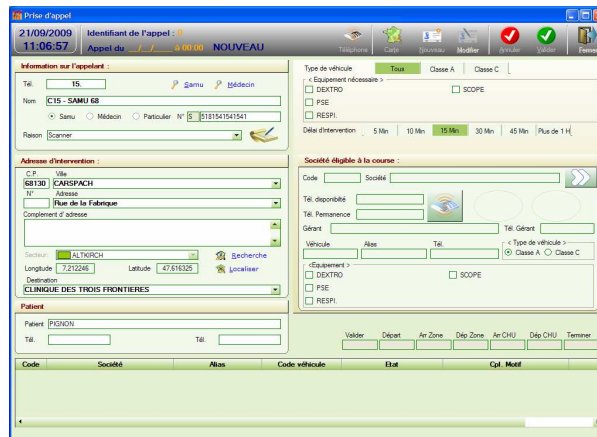 Prise d'appel
21/09/2009
11:06:57
Identifiant de l'appel : 0
Appel du __/__/__ à 00:00 NOUVEAU
Téléphone Carte Nouveau Modifier Annuler Valider Fermer
Information sur l'appelant :
Tél. 15. Samu Médecin
Nom C15 - SAMU 68
Samu Médecin Particulier N° S 5181541541541
Raison Scanner
Type de véhicule Tous Classe A Classe C
< Equipement nécessaire >
DEXTRO SCOPE
PSE
RESPI.
Délai d'intervention 5 Min 10 Min 15 Min. 30 Min 45 Min Plus de 1 H
Adresse d'intervention :
C.P. Ville
68130 CARSPACH
N° Adresse
Rue de la Fabrique
Complement d'adresse
Secteur ALTKIRCH Recherche
Longitude 7,212246 Latitude 47,616325 Localiser
Destination
CLINIQUE DES TROIS FRONTIERES
Société éligible à la course :
Code Société
Tél. disponiblité
Tél. Permanence
Gérant Tél. Gérant
Véhicule Alias Tél. < Type de véhicule >
Classe A Classe C
<Equipement >
DEXTRO SCOPE
PSE
RESPI.
Patient
Patient PIGNON
Tél. Tél.
Valider Départ Arr Zone Dép Zone Arr CHU Dép CHU Terminer
Code Société Alias Code véhicule Etat Cpl. Motif